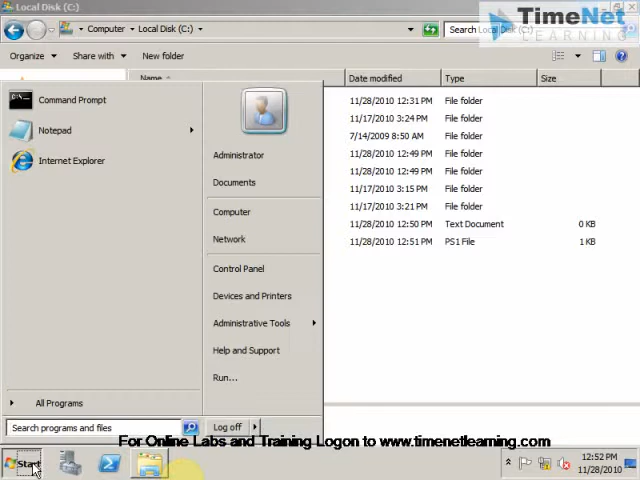 Local Disk (C:)
TimeNet
LEARNING
Computer Local Disk (C:)
Search Local Disk (C:)
Organize Share with New folder
Name Date modified Type Size
Command Prompt
Notepad
Internet Explorer
All Programs
Search programs and files
Administrator
Documents
Computer
Network
Control Panel
Devices and Printers
Administrative Tools
Help and Support
Run...
Log off
11/28/2010 12:31 PM File folder
11/17/2010 3:24 PM File folder
7/14/2009 8:50 AM File folder
11/28/2010 12:49 PM File folder
11/28/2010 12:49 PM File folder
11/17/2010 3:15 PM File folder
11/17/2010 3:21 PM File folder
11/28/2010 12:50 PM Text Document 0 KB
11/28/2010 12:51 PM PS1 File 1 KB
For Online Labs and Training Logon to www.timenetlearning.com
Start
12:52 PM
11/28/2010